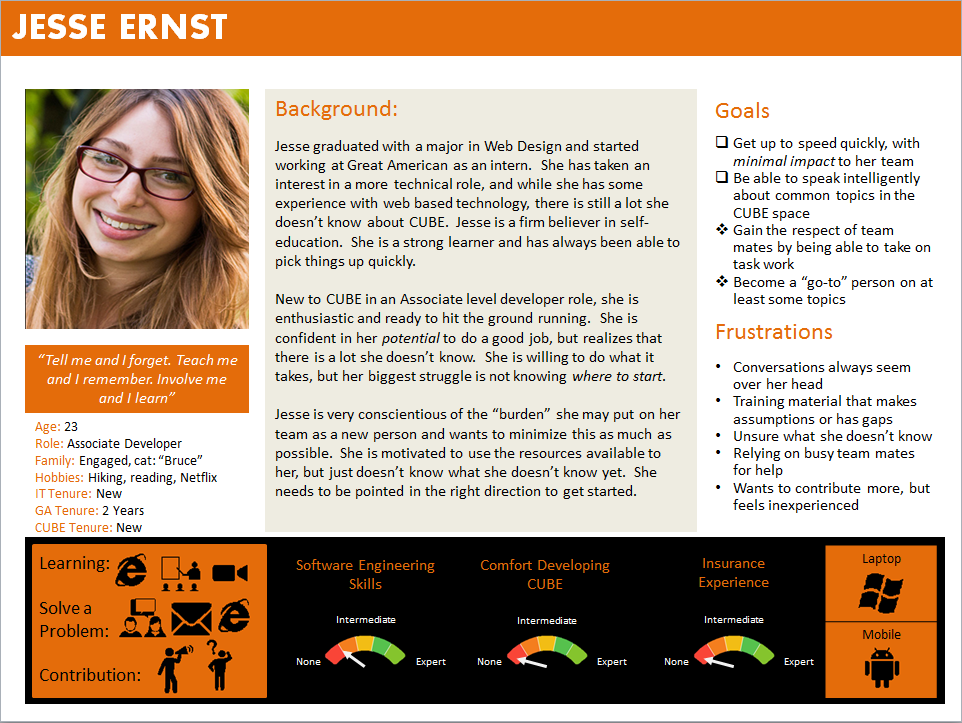 JESSE ERNST
Background:
Jesse graduated with a major in Web Design and started
working at Great American as an intern.  She has taken an
interest in a more technical role, and while she has some
experience with web based technology, there is still a lot she
doesn't know about CUBE.  Jesse is a firm believer in self-
education.  She is a strong learner and has always been able to
pick things up quickly.
New to CUBE in an Associate level developer role, she is
enthusiastic and ready to hit the ground running.  She is
confident in her potential to do a good job, but realizes that
there is a lot she doesn't know.  She is willing to do what it
takes, but her biggest struggle is not knowing where to start.
Jesse is very conscientious of the "burden" she may put on her
team as a new person and wants to minimize this as much as
possible.  She is motivated to use the resources available to
her, but just doesn't know what she doesn't know yet.  She
needs to be pointed in the right direction to get started.
Goals
❑ Get up to speed quickly, with
minimal impact to her team
❑ Be able to speak intelligently
about common topics in the
CUBE space
❖ Gain the respect of team
mates by being able to take on
task work
❖ Become a "go-to" person on at
least some topics
Frustrations
• Conversations always seem
over her head
• Training material that makes
assumptions or has gaps
• Unsure what she doesn't know
• Relying on busy team mates
for help
• Wants to contribute more, but
feels inexperienced
"Tell me and I forget. Teach me
and I remember. Involve me
and I learn"
Age: 23
Role: Associate Developer
Family: Engaged, cat: "Bruce"
Hobbies: Hiking, reading, Netflix
IT Tenure: New
GA Tenure: 2 Years
CUBE Tenure: New
Learning:
Solve a
Problem:
Contribution:
Software Engineering
Skills
Intermediate
None
Expert
Comfort Developing
CUBE
Intermediate
None
Expert
Insurance
Experience
Intermediate
None
Expert
Laptop
Mobile